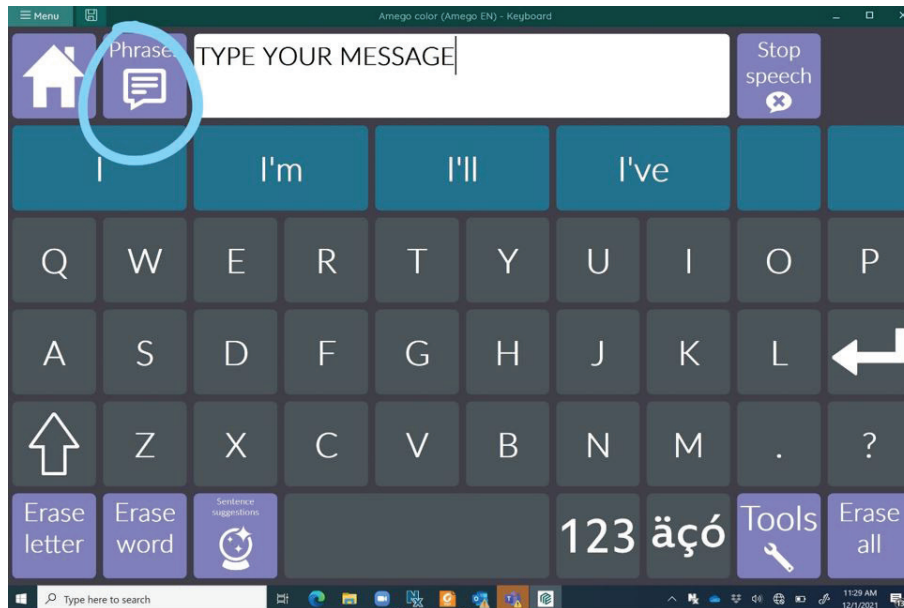 Menu
Amego color (Amego EN) - Keyboard
Phrases
TYPE YOUR MESSAGE
Stop
speech
I I'm I'll I've
Q W E R T Y U I O P
A S D F G H J K L
Z X C V B N M . ?
Erase
letter
Erase
word
Sentence
suggestions
123
äçó
Tools
Erase
all
Type here to search
11:29 AM
12/1/2021